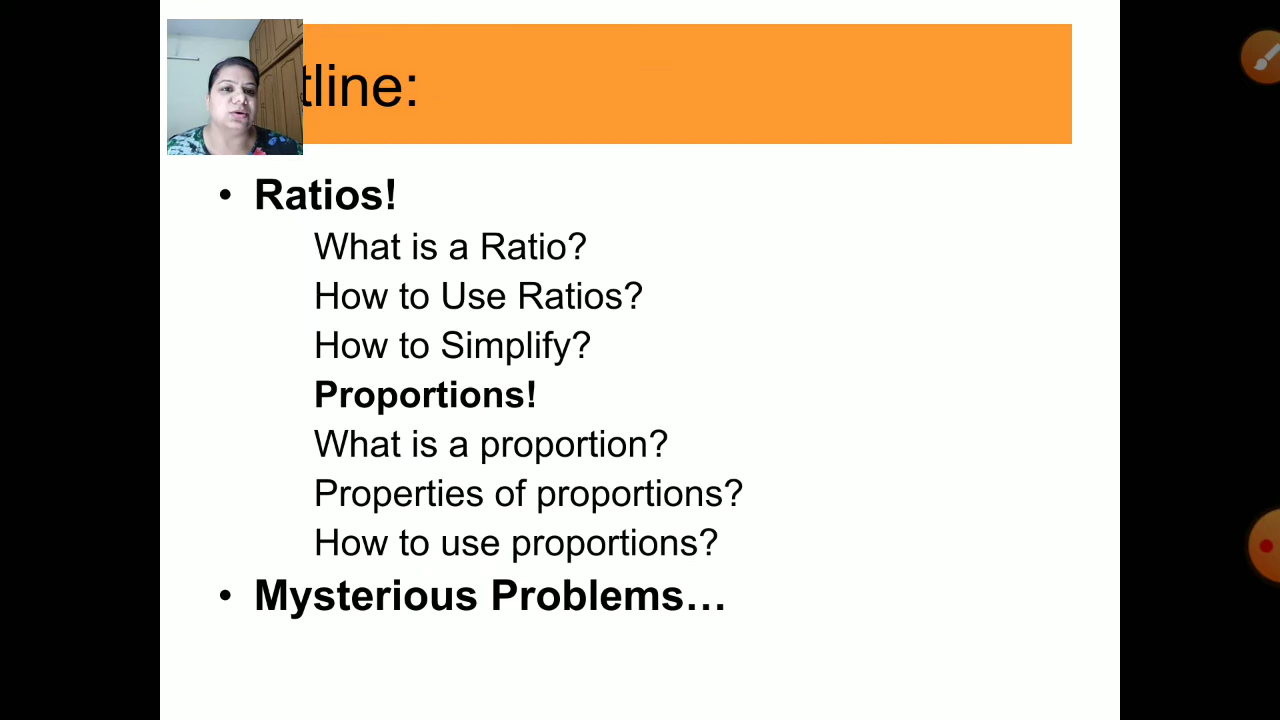 tline:
• Ratios!
What is a Ratio?
How to Use Ratios?
How to Simplify?
Proportions!
What is a proportion?
Properties of proportions?
How to use proportions?
• Mysterious Problems…